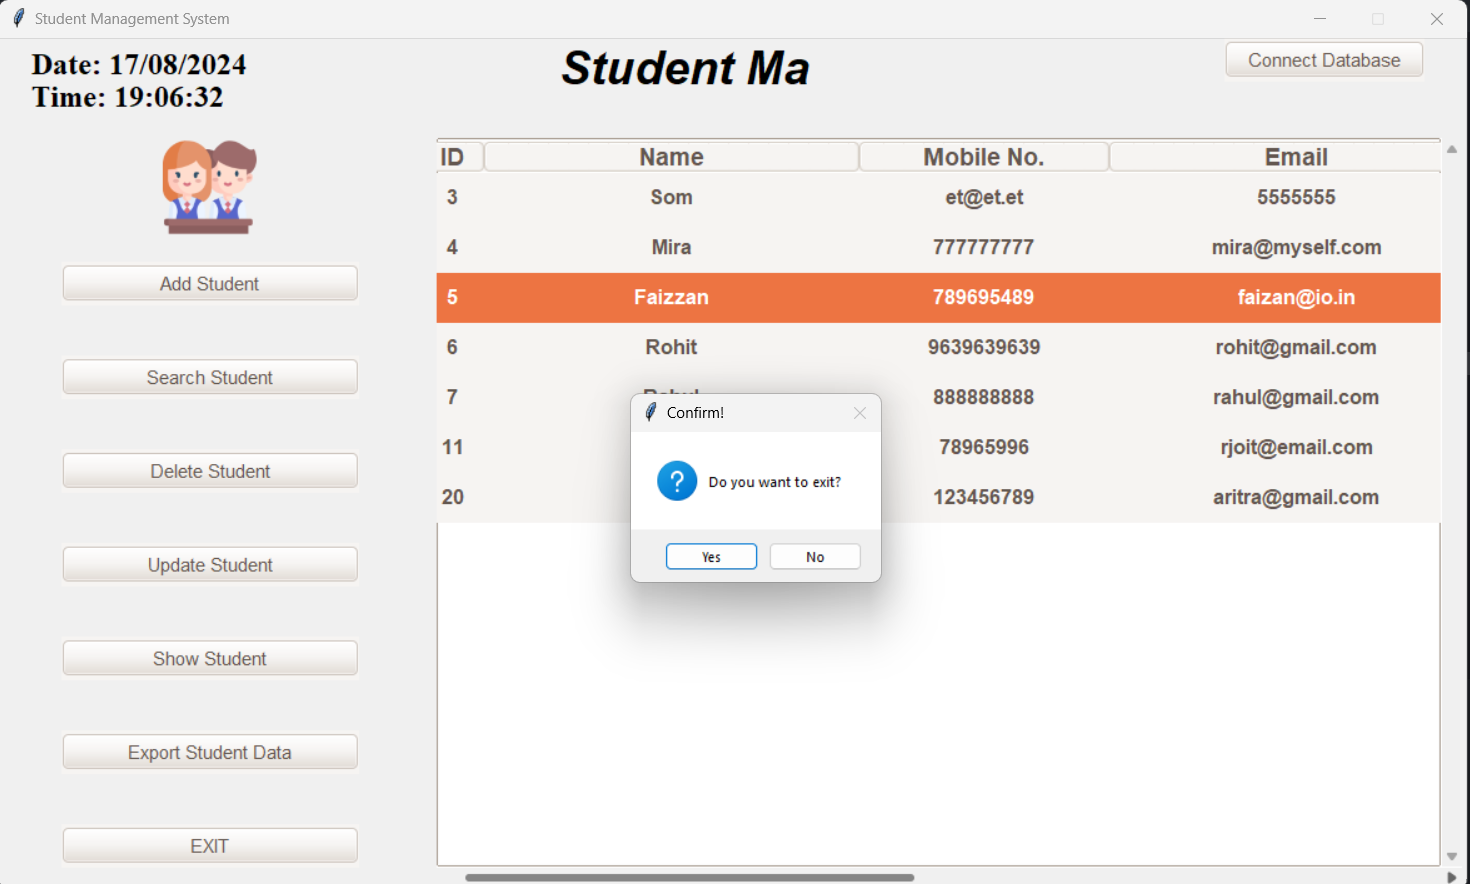 Student Management System
Date: 17/08/2024
Time: 19:06:32
Student Ma
Connect Database
Add Student
Search Student
Delete Student
Update Student
Show Student
Export Student Data
EXIT
ID Name Mobile No. Email
3 Som et@et.et 5555555
4 Mira 777777777 mira@myself.com
5 Faizzan 789695489 faizan@io.in
6 Rohit 9639639639 rohit@gmail.com
7 888888888 rahul@gmail.com
11 78965996 rjoit@email.com
20 123456789 aritra@gmail.com
Confirm!
?
Do you want to exit?
Yes No